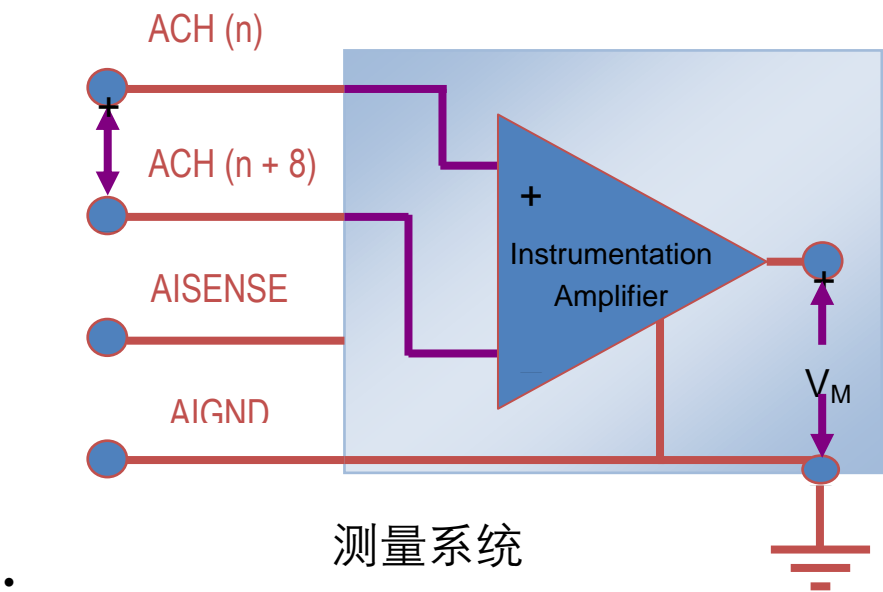 ACH (n)
+
ACH (n + 8)
+
Instrumentation
Amplifier
AISENSE
+
VM
AIGND
测量系统
•